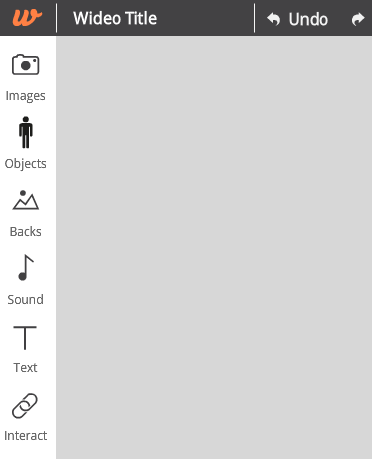 w
Wideo Title
Undo
Images
Objects
Backs
Sound
Text
Interact